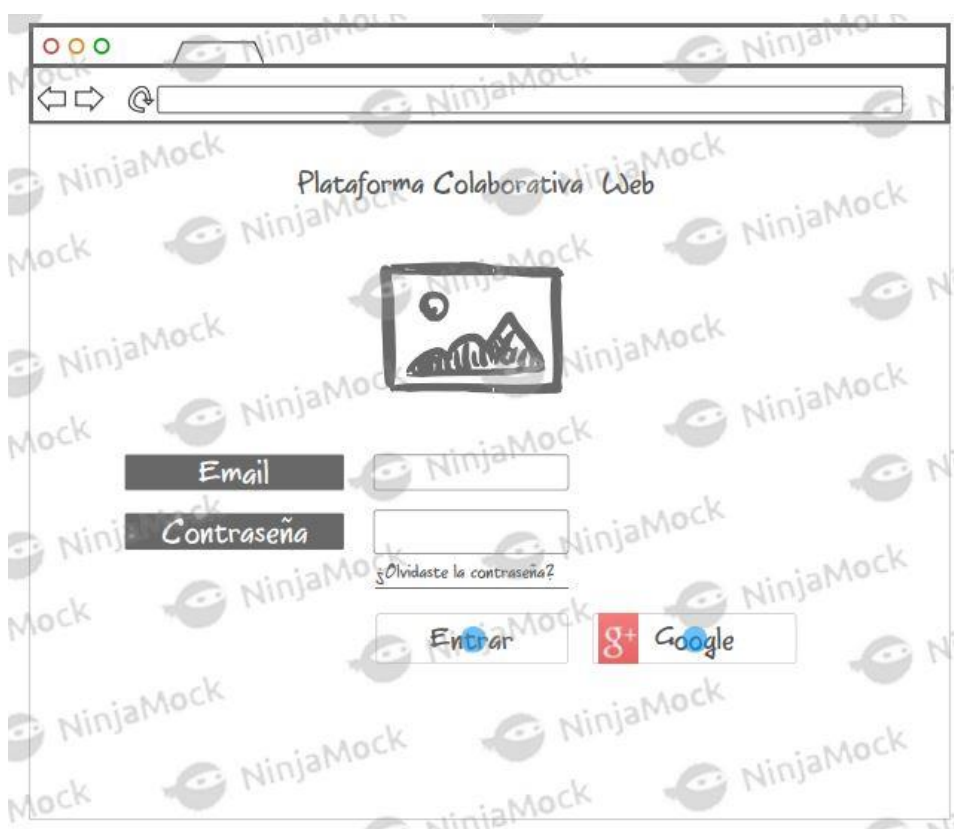 Plataforma Colaborativa Web
Email
Contraseña
¿Olvidaste la contraseña?
Entrar
g+ Google
NinjaMock